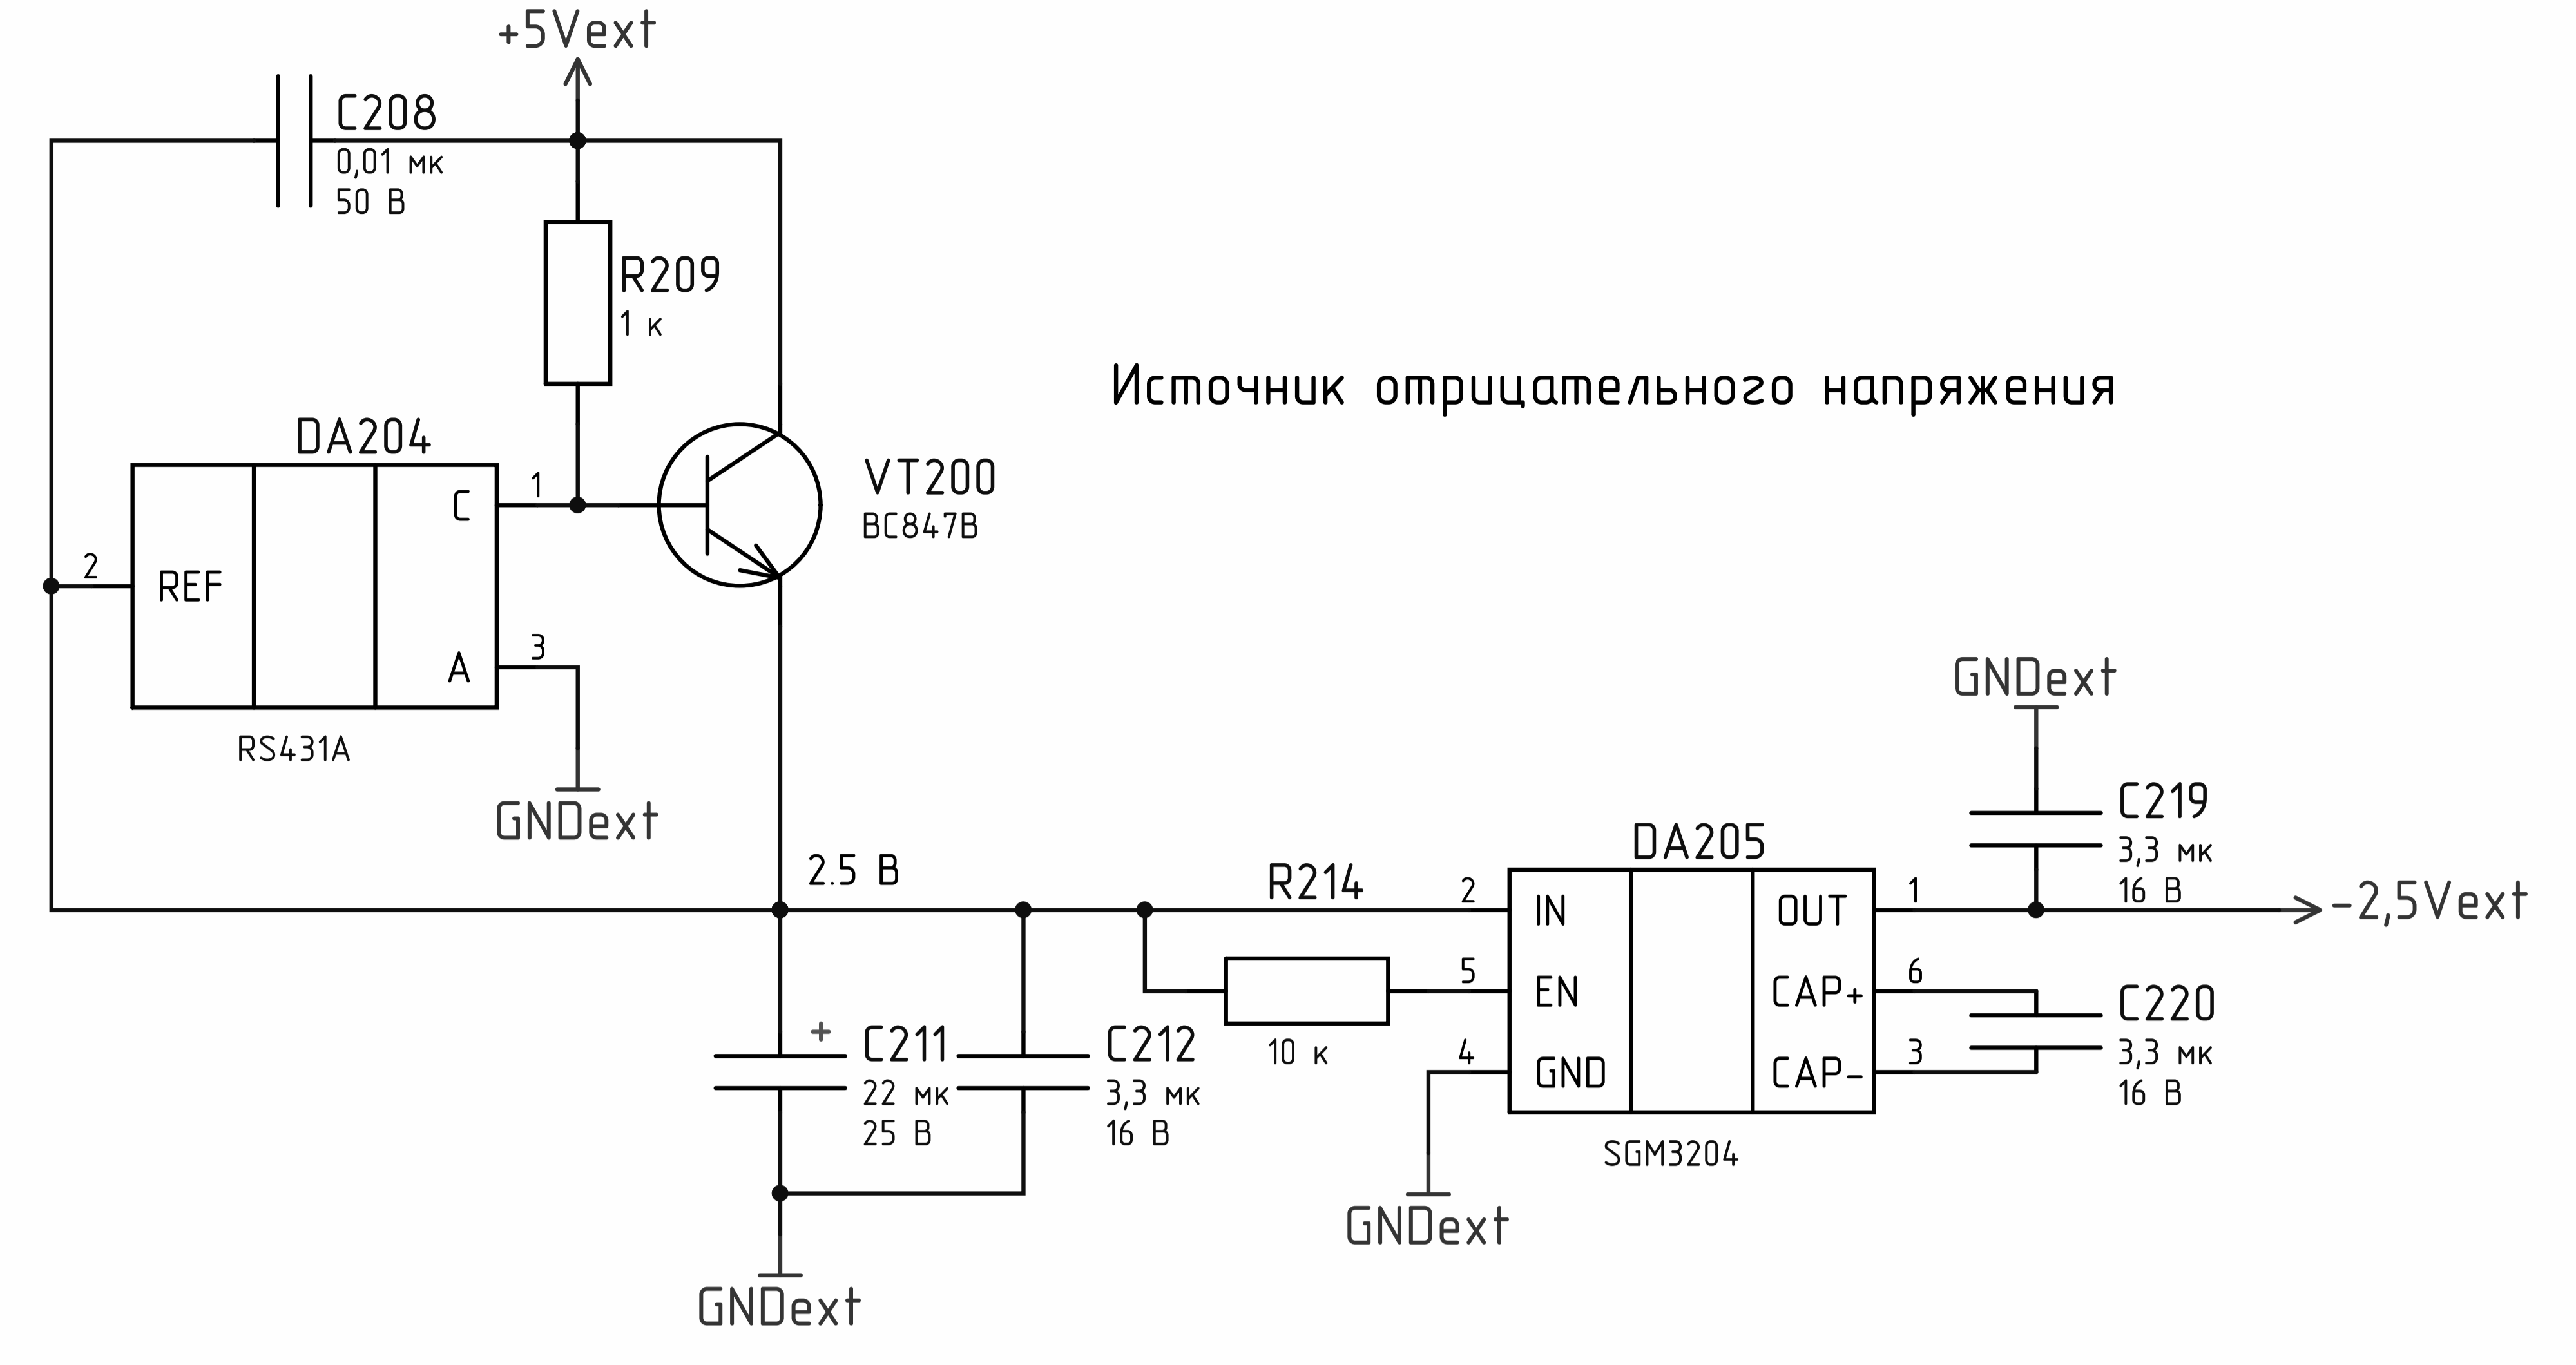 +5Vext
C208
0,01 мк
50 В
R209
1 к
Источник отрицательного напряжения
DA204
C
1
VT200
BC847B
2
REF
3
A
RS431A
GNDext
GNDext
C219
3,3 мк
16 В
2.5 В
R214
DA205
2
IN
OUT
1
-2,5Vext
5
EN
CAP+
6
C220
3,3 мк
16 В
+
C211
22 мк
25 В
C212
3,3 мк
16 В
10 к
4
GND
CAP-
3
SGM3204
GNDext
GNDext